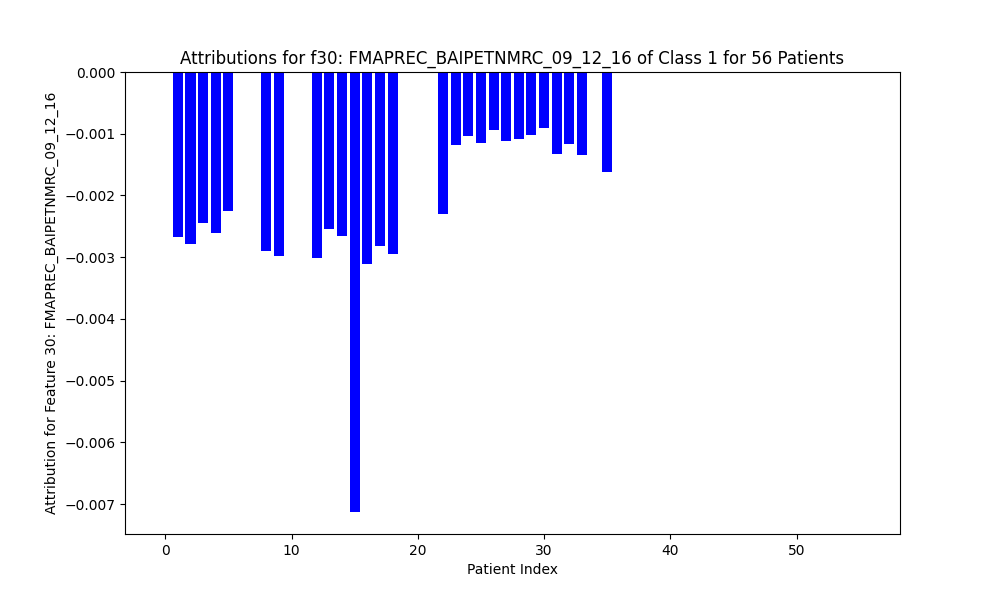 Attributions for f30: FMAPREC_BAIPETNMRC_09_12_16 of Class 1 for 56 Patients
Attribution for Feature 30: FMAPREC_BAIPETNMRC_09_12_16
0.000
−0.001
−0.002
−0.003
−0.004
−0.005
−0.006
−0.007
0 10 20 30 40 50
Patient Index